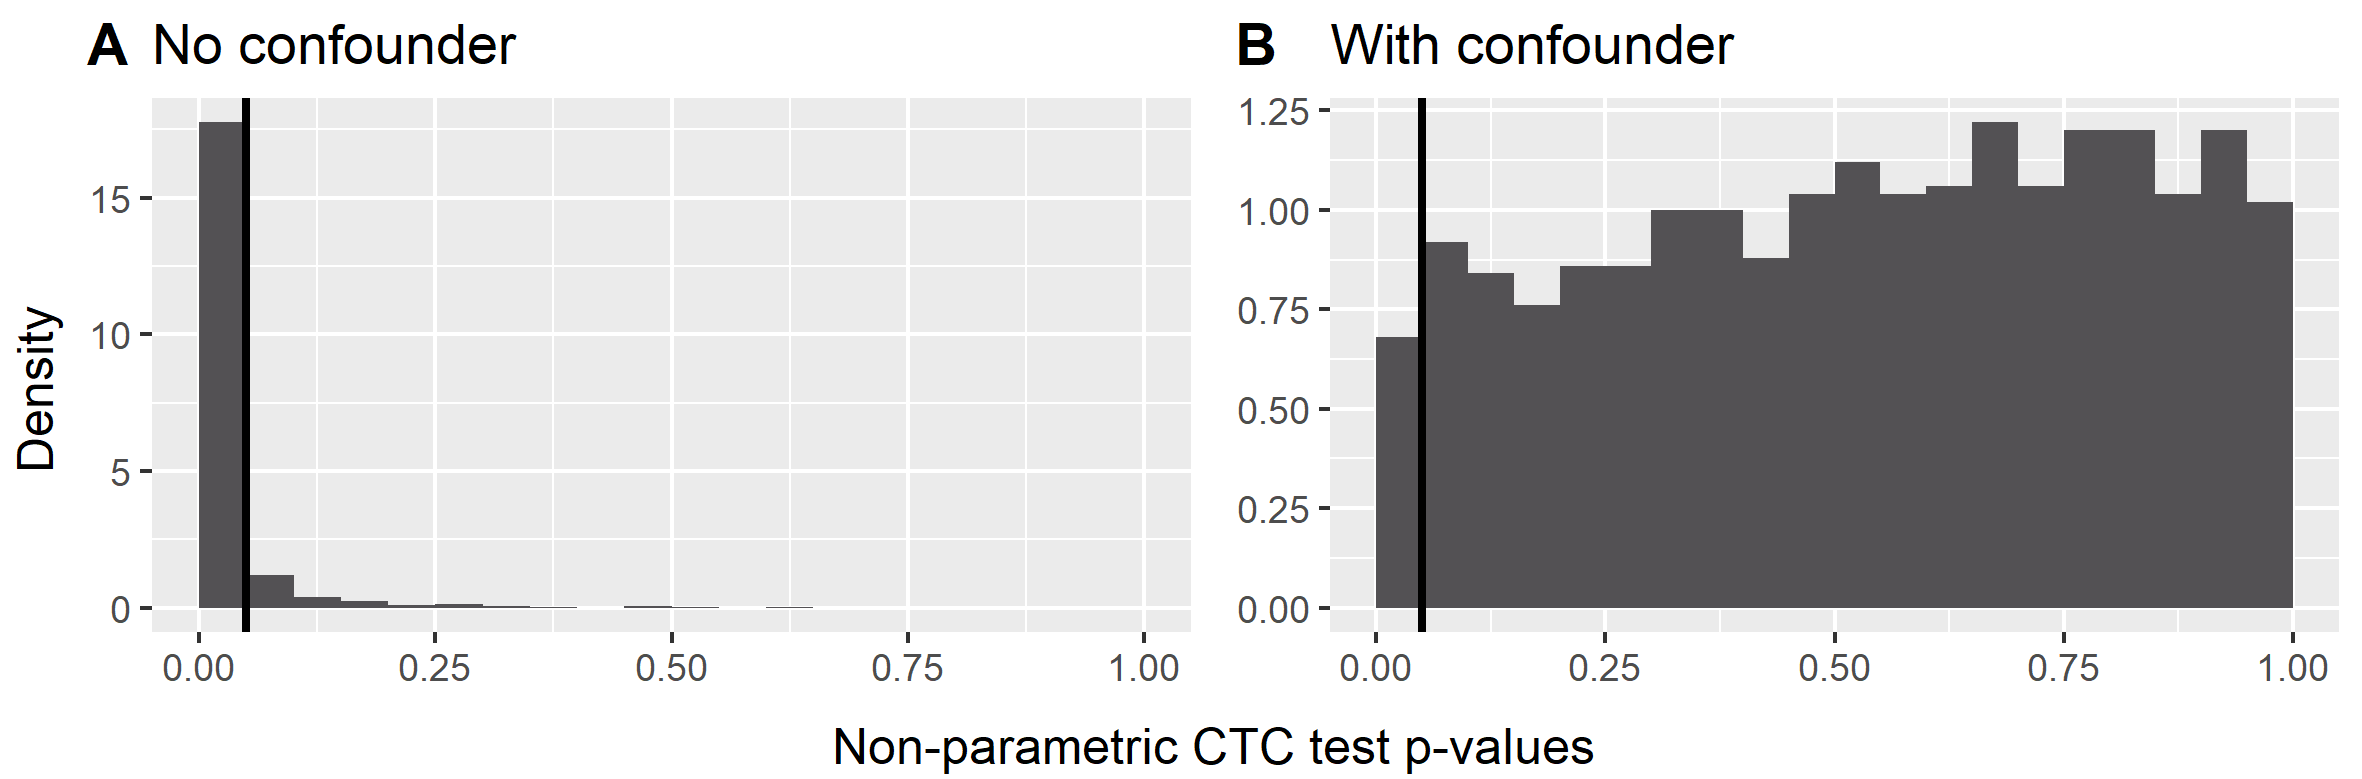 A No confounder
B With confounder
Density
15
10
5
0
0.00 0.25 0.50 0.75 1.00
1.25
1.00
0.75
0.50
0.25
0.00
0.00 0.25 0.50 0.75 1.00
Non-parametric CTC test p-values